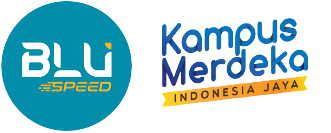 BLU
SPEED
Kampus
Merdeka
INDONESIA JAYA